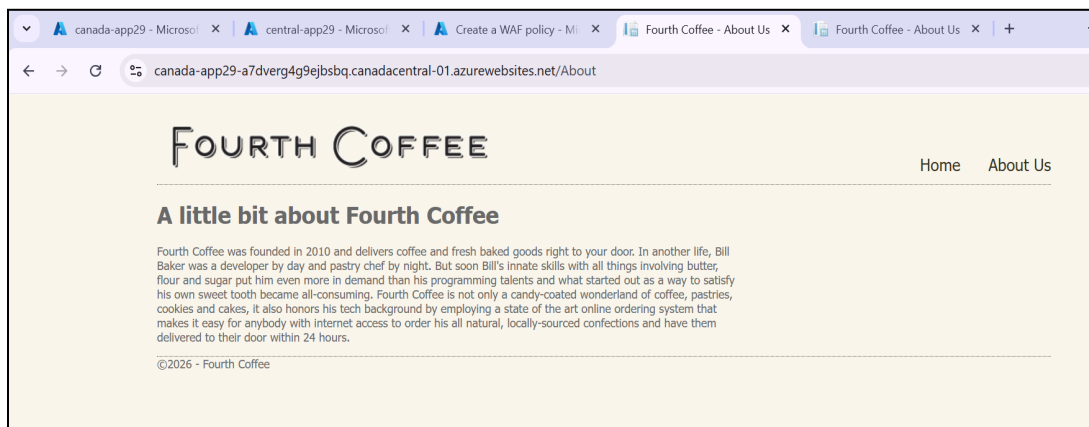 canada-app29 - Microsof
central-app29 - Microsof
Create a WAF policy - Mi
Fourth Coffee - About Us
Fourth Coffee - About Us
canada-app29-a7dverg4g9ejbsbq.canadacentral-01.azurewebsites.net/About
FOURTH COFFEE
Home About Us
A little bit about Fourth Coffee
Fourth Coffee was founded in 2010 and delivers coffee and fresh baked goods right to your door. In another life, Bill
Baker was a developer by day and pastry chef by night. But soon Bill's innate skills with all things involving butter,
flour and sugar put him even more in demand than his programming talents and what started out as a way to satisfy
his own sweet tooth became all-consuming. Fourth Coffee is not only a candy-coated wonderland of coffee, pastries,
cookies and cakes, it also honors his tech background by employing a state of the art online ordering system that
makes it easy for anybody with internet access to order his all natural, locally-sourced confections and have them
delivered to their door within 24 hours.
©2026 - Fourth Coffee